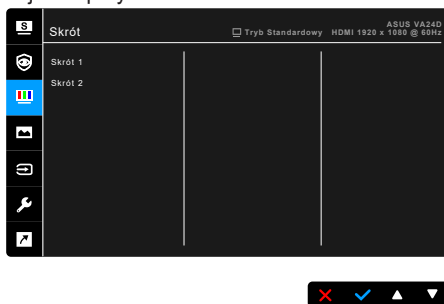 S
Skrót
ASUS VA24D
Tryb Standardowy HDMI 1920 x 1080 @ 60Hz
Skrót 1
Skrót 2